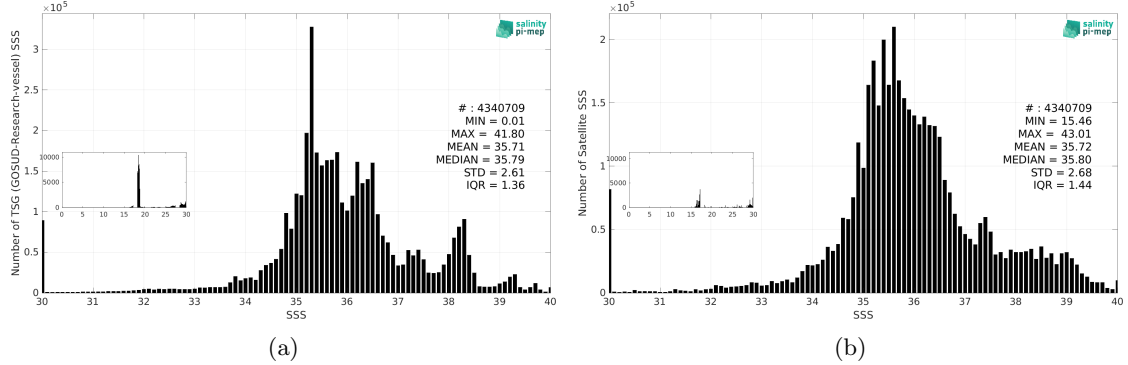 ×10⁵
salinity
pi-mep
Number of TSG (GOSUD-Research-vessel) SSS
3
2.5
2
1.5
1
0.5
0
# : 4340709
MIN = 0.01
MAX = 41.80
MEAN = 35.71
MEDIAN = 35.79
STD = 2.61
IQR = 1.36
10000
5000
0
0 5 10 15 20 25 30
30 31 32 33 34 35 36 37 38 39 40
SSS
(a)
×10⁵
salinity
pi-mep
Number of Satellite SSS
2
1.5
1
0.5
0
# : 4340709
MIN = 15.46
MAX = 43.01
MEAN = 35.72
MEDIAN = 35.80
STD = 2.68
IQR = 1.44
10000
5000
0
0 5 10 15 20 25 30
30 31 32 33 34 35 36 37 38 39 40
SSS
(b)